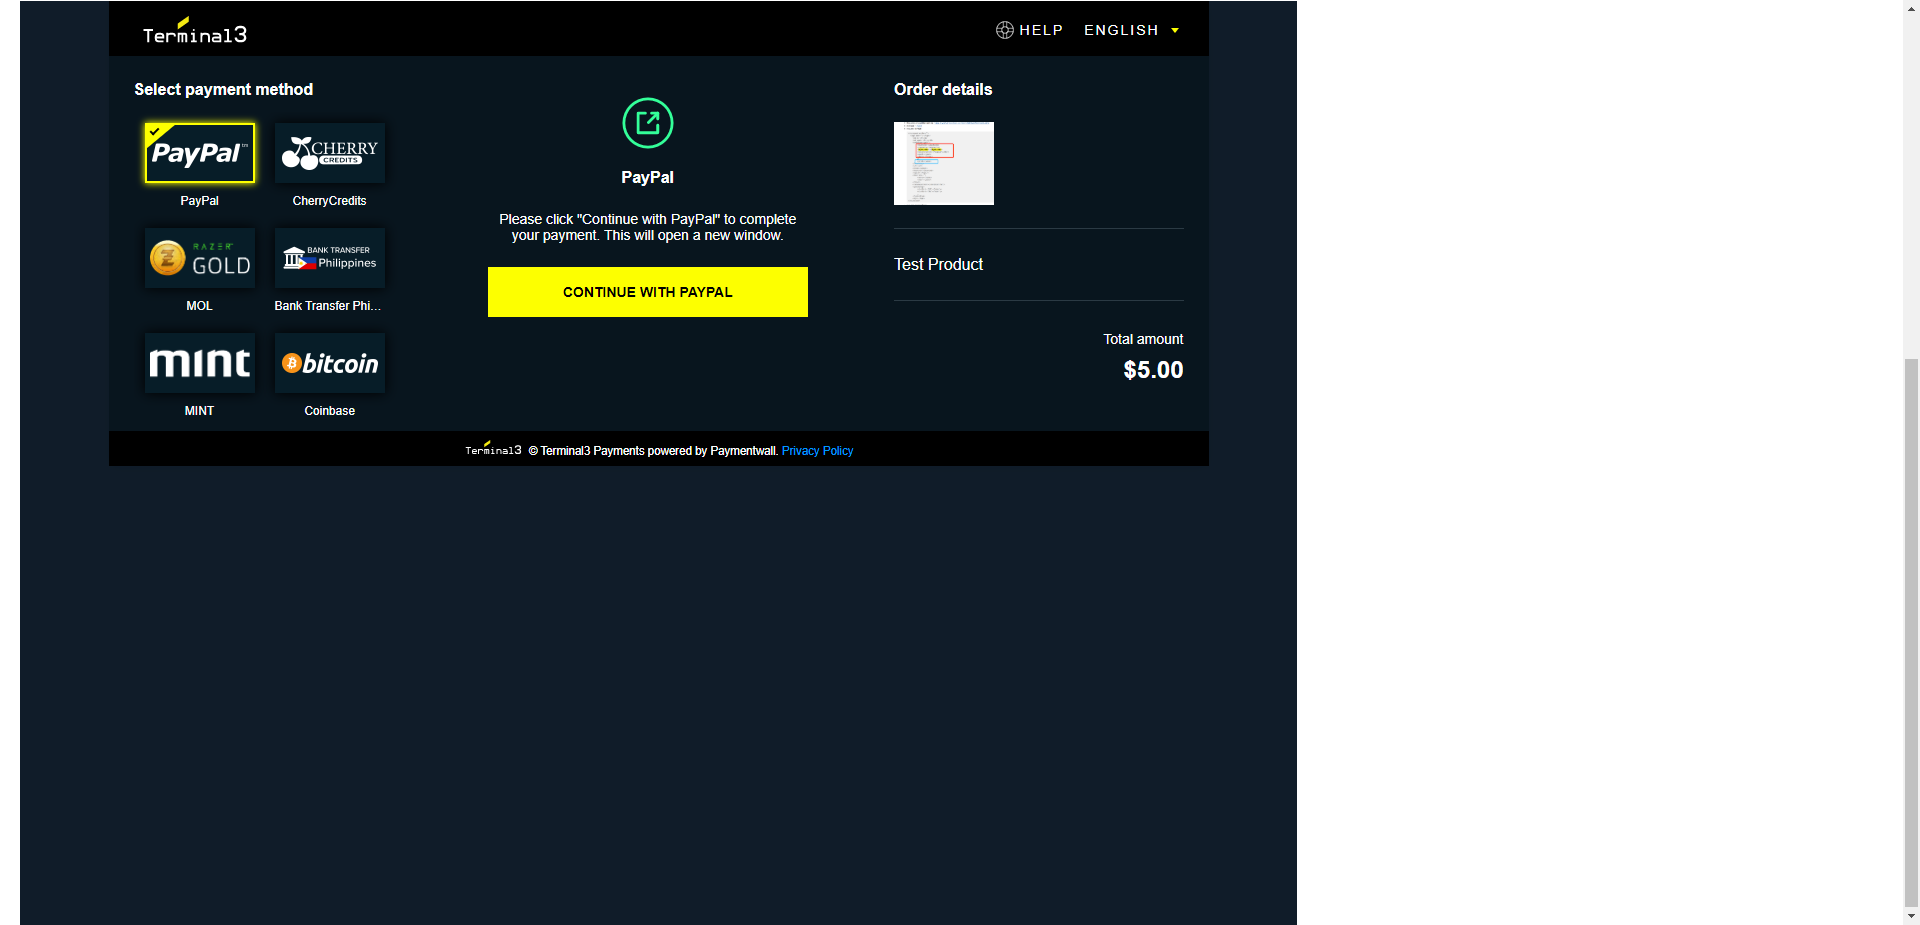 Terminal3
HELP
ENGLISH
Select payment method
PayPal™
PayPal
CHERRY
CREDITS
CherryCredits
RAZER
GOLD
MOL
BANK TRANSFER
Philippines
Bank Transfer Phi...
mint
MINT
bitcoin
Coinbase
PayPal
Please click "Continue with PayPal" to complete
your payment. This will open a new window.
CONTINUE WITH PAYPAL
Order details
Test Product
Total amount
$5.00
Terminal3 © Terminal3 Payments powered by Paymentwall. Privacy Policy